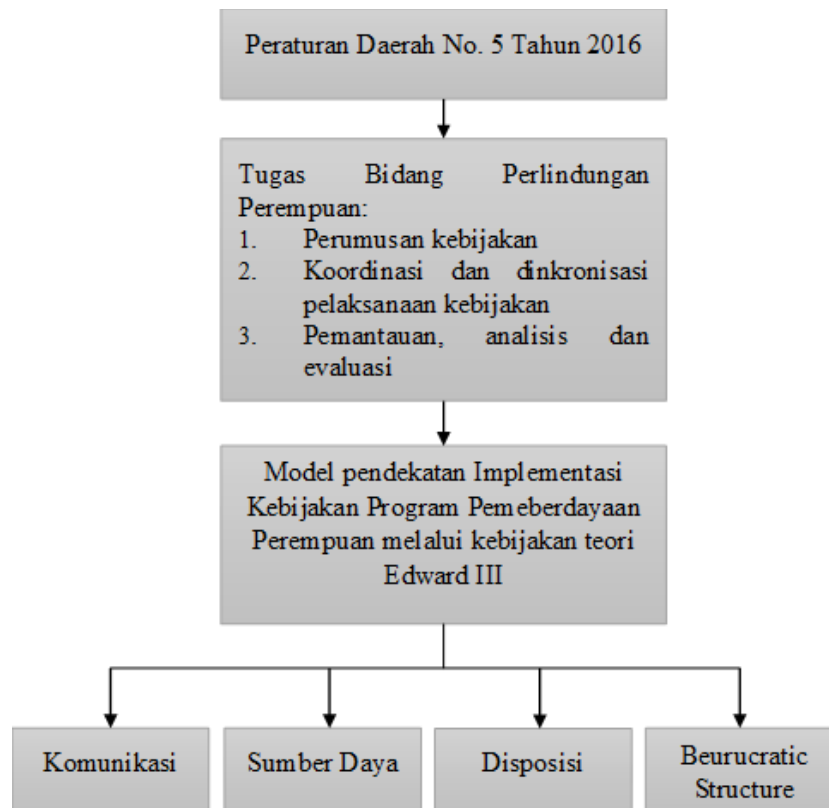 Peraturan Daerah No. 5 Tahun 2016
Tugas Bidang Perlindungan
Perempuan:
1. Perumusan kebijakan
2. Koordinasi dan dinkronisasi
pelaksanaan kebijakan
3. Pemantauan, analisis dan
evaluasi
Model pendekatan Implementasi
Kebijakan Program Pemeberdayaan
Perempuan melalui kebijakan teori
Edward III
Komunikasi
Sumber Daya
Disposisi
Beurucratic
Structure